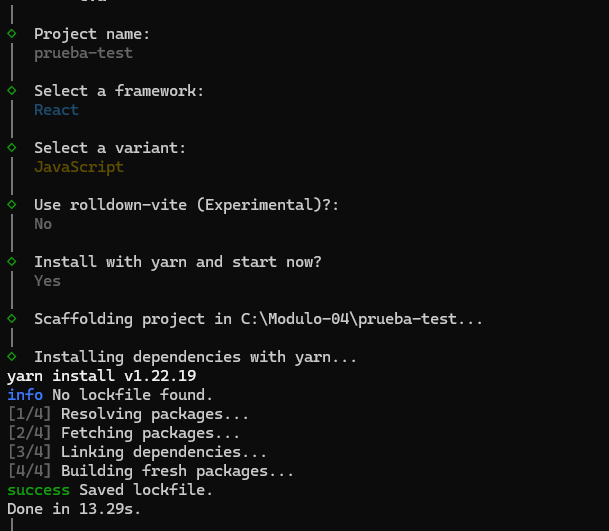 Project name:
prueba-test
Select a framework:
React
Select a variant:
JavaScript
Use rolldown-vite (Experimental)?:
No
Install with yarn and start now?
Yes
Scaffolding project in C:\Modulo-04\prueba-test...
Installing dependencies with yarn...
yarn install v1.22.19
info No lockfile found.
[1/4] Resolving packages...
[2/4] Fetching packages...
[3/4] Linking dependencies...
[4/4] Building fresh packages...
success Saved lockfile.
Done in 13.29s.